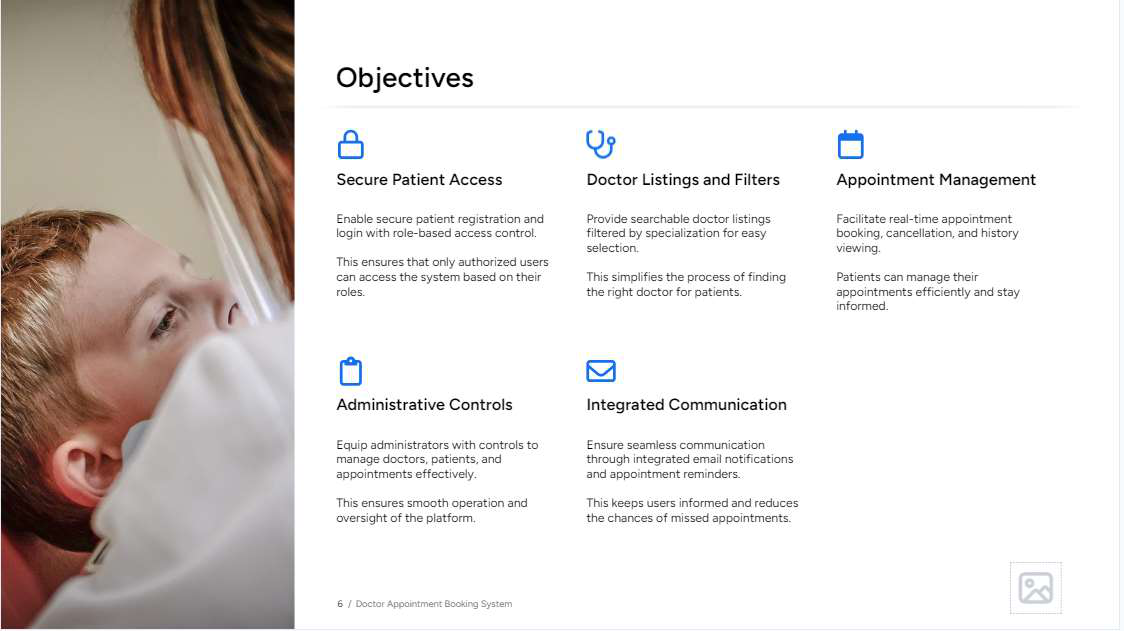 Objectives
Secure Patient Access
Enable secure patient registration and
login with role-based access control.
This ensures that only authorized users
can access the system based on their
roles.
Doctor Listings and Filters
Provide searchable doctor listings
filtered by specialization for easy
selection.
This simplifies the process of finding
the right doctor for patients.
Appointment Management
Facilitate real-time appointment
booking, cancellation, and history
viewing.
Patients can manage their
appointments efficiently and stay
informed.
Administrative Controls
Equip administrators with controls to
manage doctors, patients, and
appointments effectively.
This ensures smooth operation and
oversight of the platform.
Integrated Communication
Ensure seamless communication
through integrated email notifications
and appointment reminders.
This keeps users informed and reduces
the chances of missed appointments.
6 / Doctor Appointment Booking System